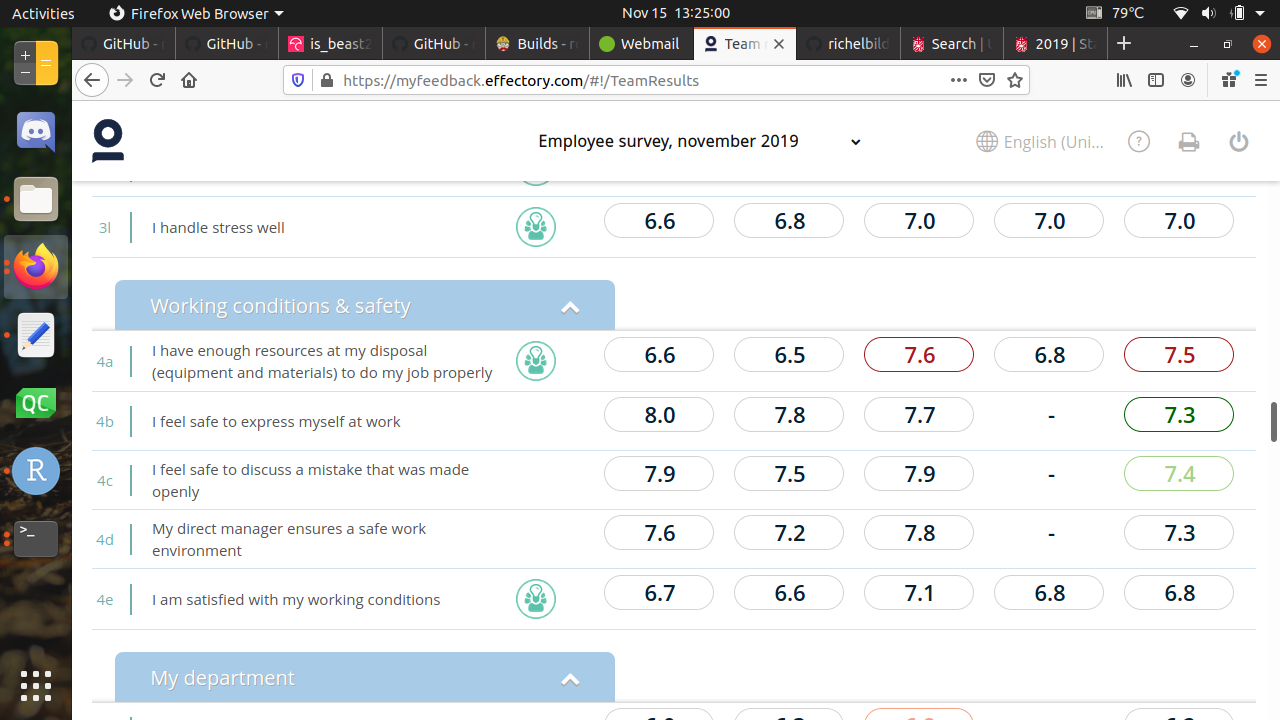 Activities Firefox Web Browser Nov 15 13:25:00 79°C
GitHub - GitHub - is_beast2 GitHub - Builds - Webmail Team richelbild Search | 2019 | Sta
https://myfeedback.effectory.com/#!/TeamResults
Employee survey, november 2019 English (Uni... ?
3l I handle stress well 6.6 6.8 7.0 7.0 7.0
Working conditions & safety
4a I have enough resources at my disposal
(equipment and materials) to do my job properly 6.6 6.5 7.6 6.8 7.5
4b I feel safe to express myself at work 8.0 7.8 7.7 - 7.3
4c I feel safe to discuss a mistake that was made
openly 7.9 7.5 7.9 - 7.4
4d My direct manager ensures a safe work
environment 7.6 7.2 7.8 - 7.3
4e I am satisfied with my working conditions 6.7 6.6 7.1 6.8 6.8
My department
QC
R
>_